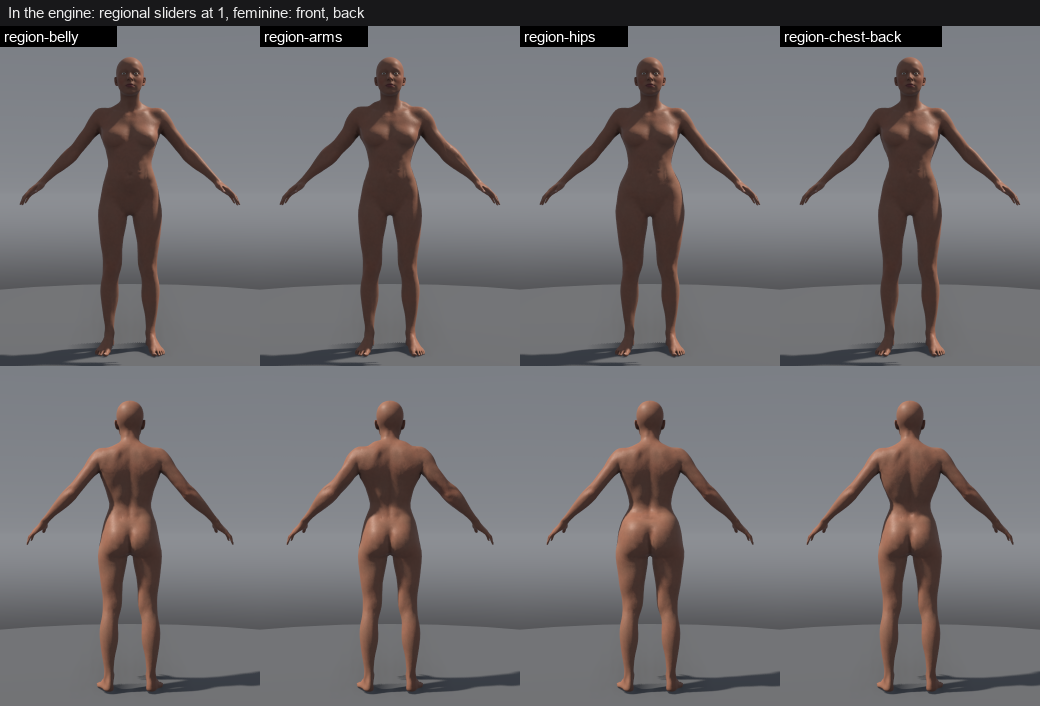 In the engine: regional sliders at 1, feminine: front, back
region-belly
region-arms
region-hips
region-chest-back